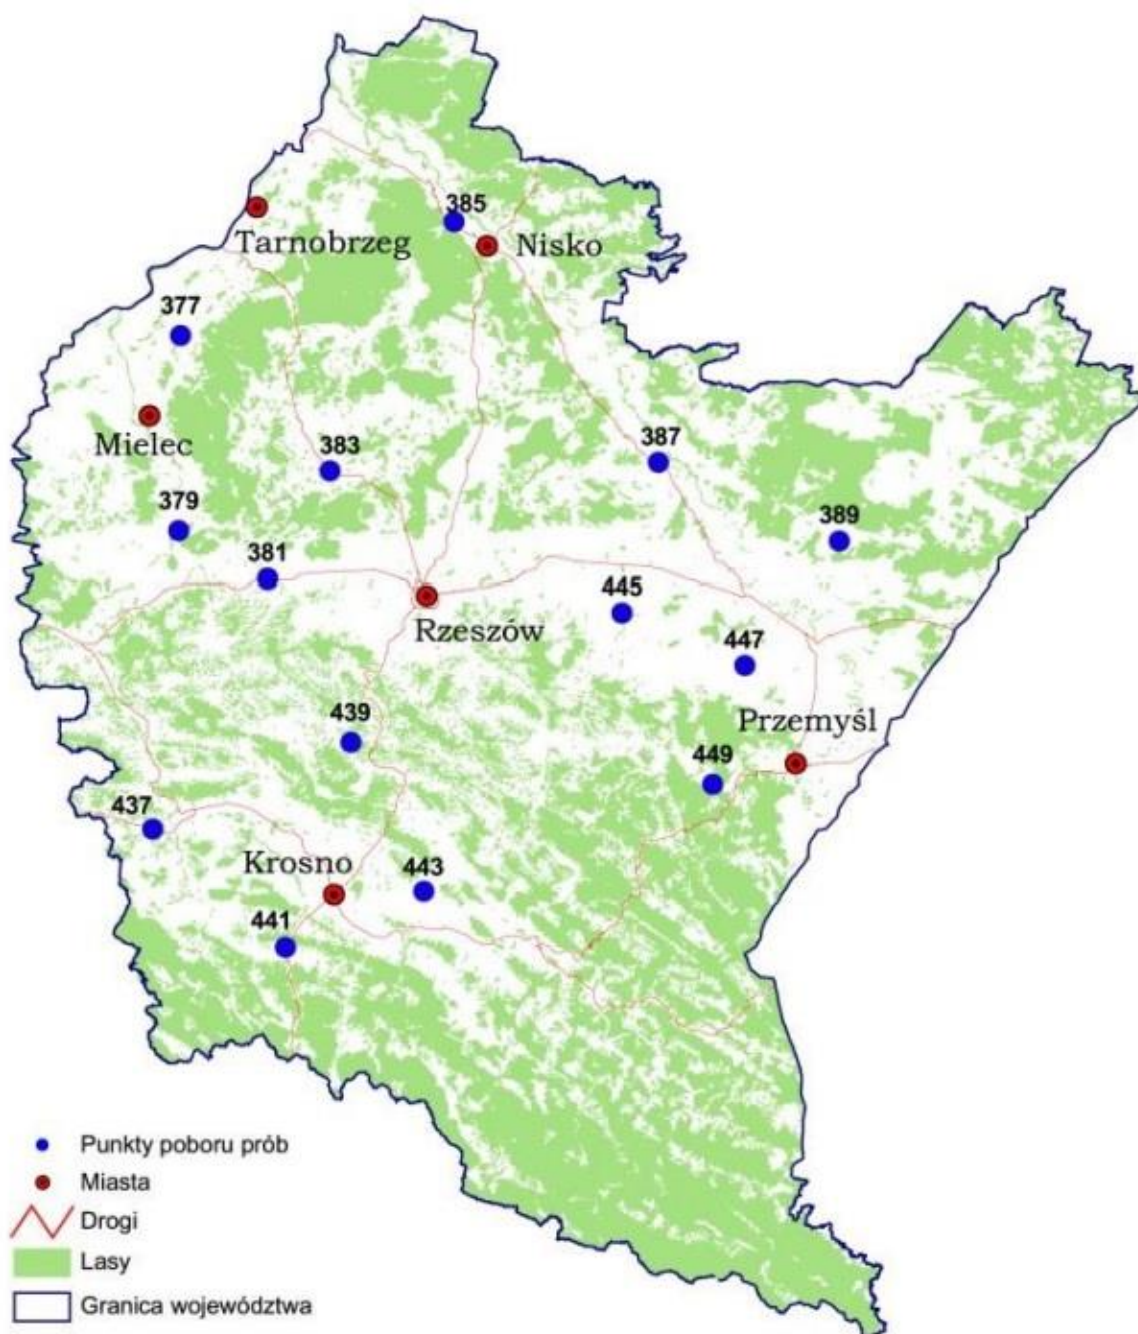 385
Tarnobrzeg
Nisko
377
Mielec
383
387
379
389
381
445
Rzeszów
447
439
Przemyśl
449
437
Krosno
443
441
Punkty poboru prób
Miasta
Drogi
Lasy
Granica województwa